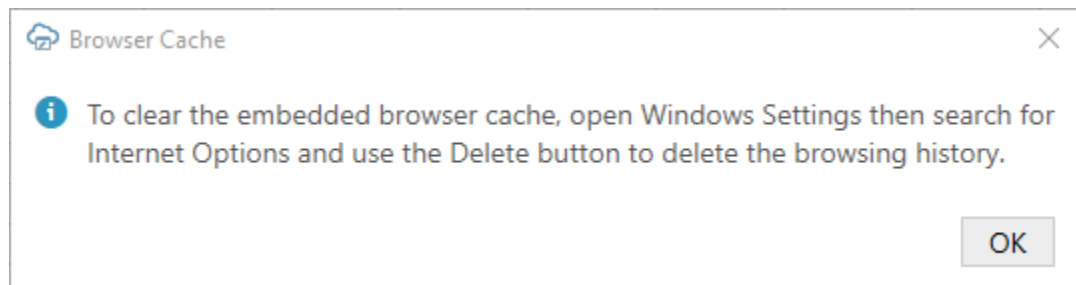 Browser Cache
To clear the embedded browser cache, open Windows Settings then search for
Internet Options and use the Delete button to delete the browsing history.
OK